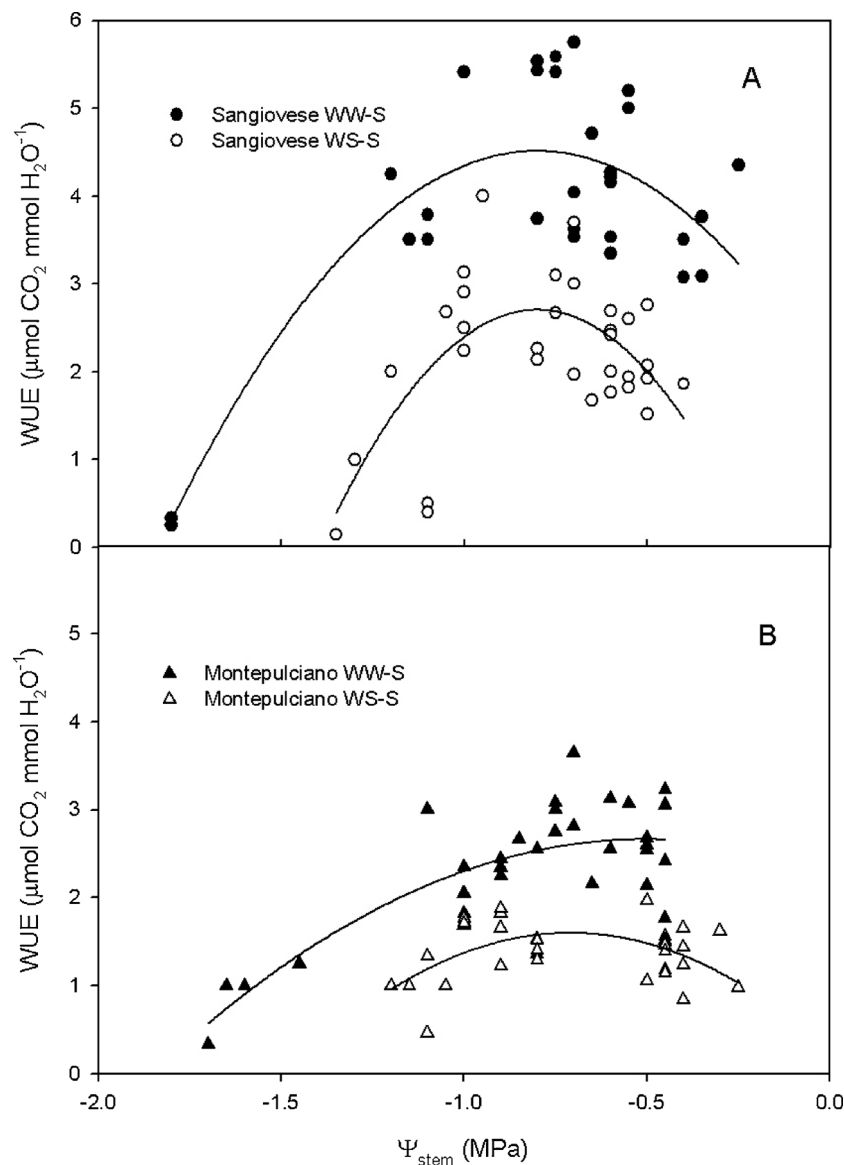 6
5
4
3
2
1
0
WUE (μmol CO₂ mmol H₂O⁻¹)
A
Sangiovese WW-S
Sangiovese WS-S
5
4
3
2
1
0
WUE (μmol CO₂ mmol H₂O⁻¹)
B
Montepulciano WW-S
Montepulciano WS-S
-2.0 -1.5 -1.0 -0.5 0.0
Ψstem (MPa)